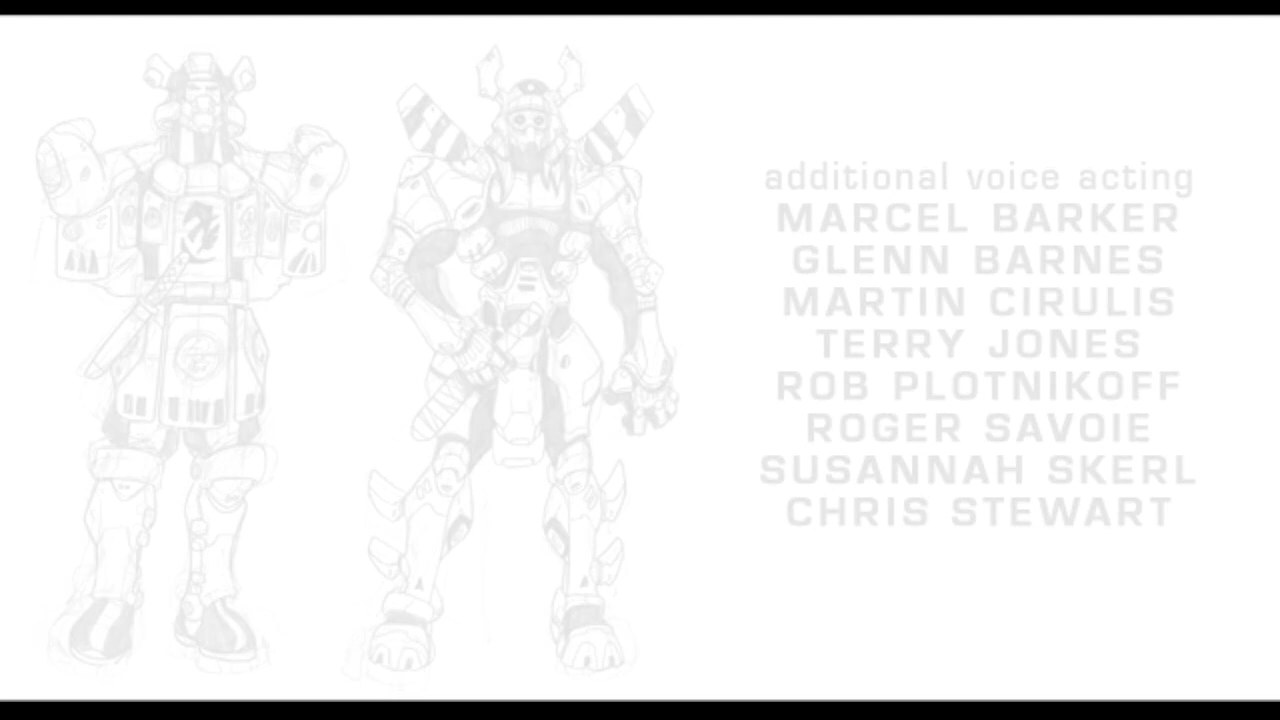 additional voice acting
MARCEL BARKER
GLENN BARNES
MARTIN CIRULIS
TERRY JONES
ROB PLOTNIKOFF
ROGER SAVOIE
SUSANNAH SKERL
CHRIS STEWART